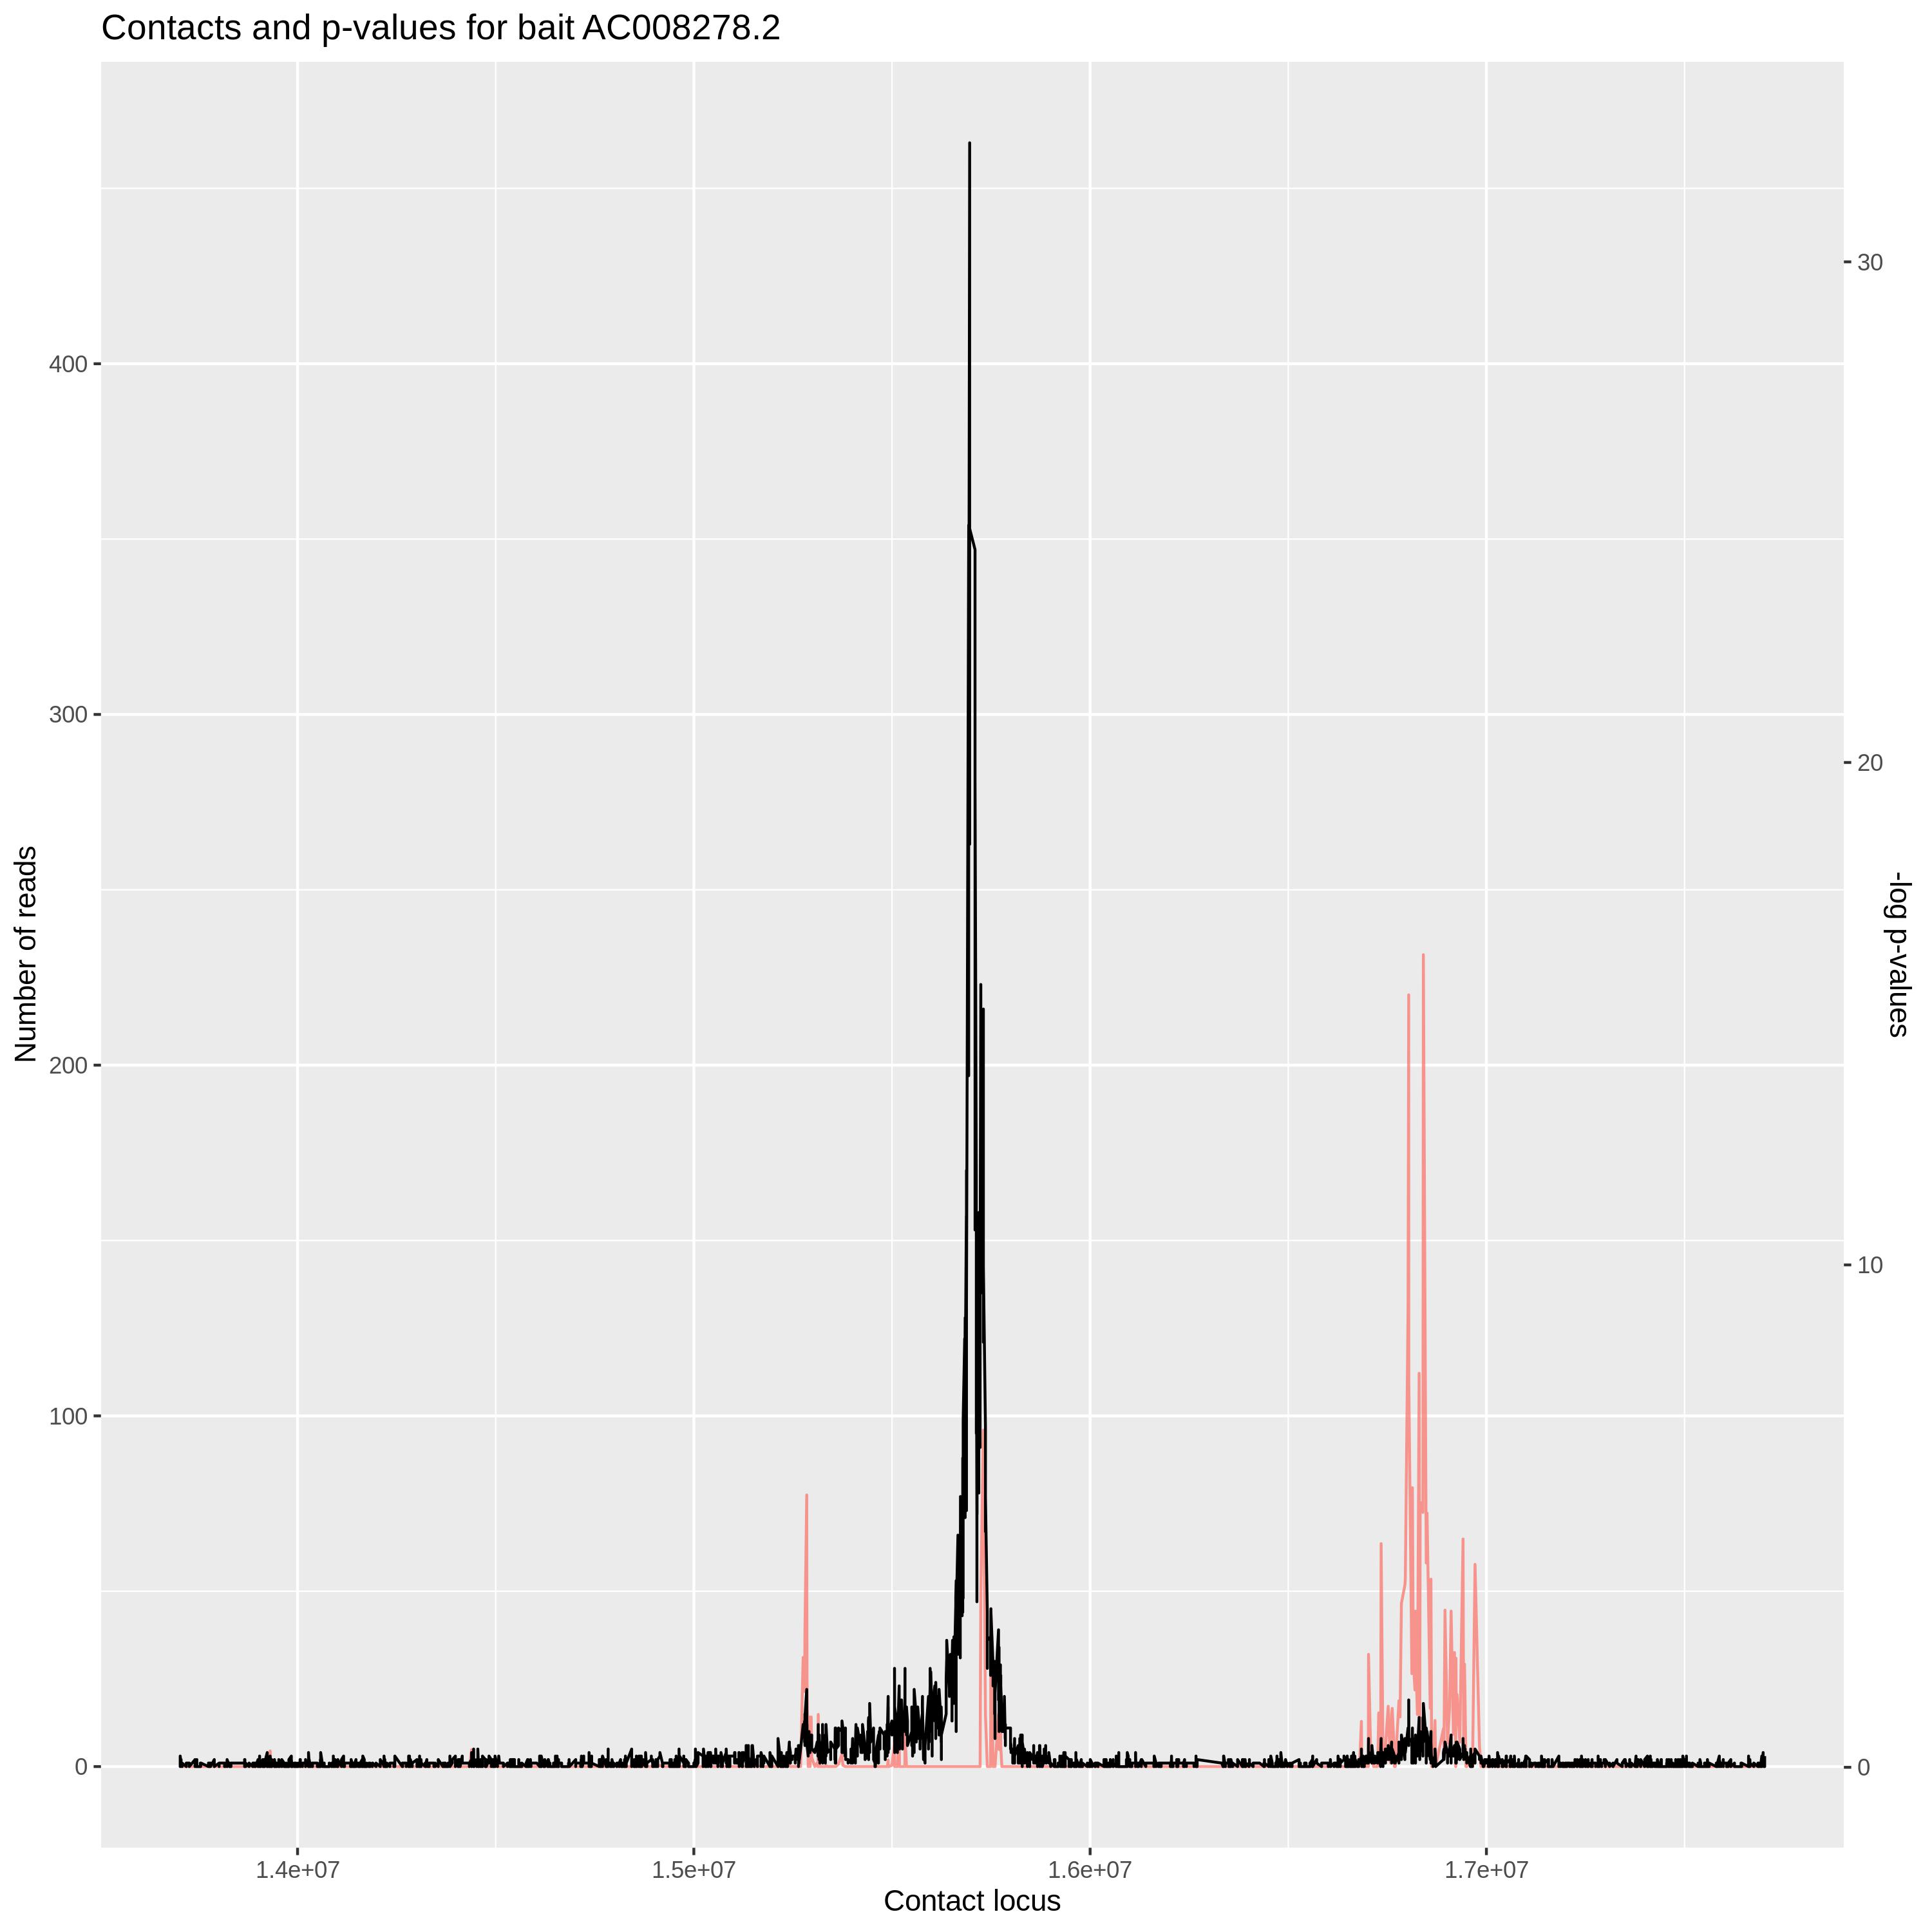 Contacts and p-values for bait AC008278.2
Number of reads
400
300
200
100
0
30
20
10
0
-log p-values
1.4e+07
1.5e+07
1.6e+07
1.7e+07
Contact locus